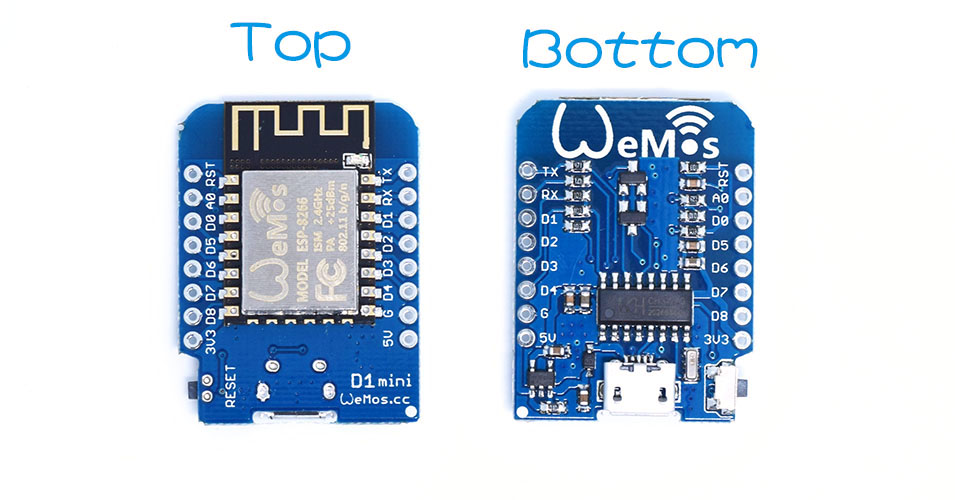 Top
Bottom
RST
A0
D0
D5
D6
D7
D8
3V3
TX
RX
D1
D2
D3
D4
G
5V
WeMos
MODEL ESP-8266
ISM 2.4GHz
PA +25dBm
802.11b/g/n
FC
RESET
D1 mini
WeMos.cc
WeMos
TX
RX
D1
D2
D3
D4
G
5V
RST
A0
D0
D5
D6
D7
D8
3V3